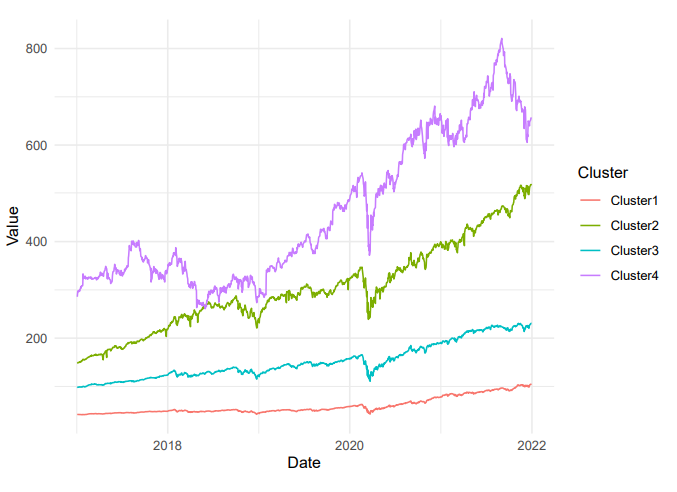 800
600
400
200
Value
2018
2020
2022
Date
Cluster
Cluster1
Cluster2
Cluster3
Cluster4